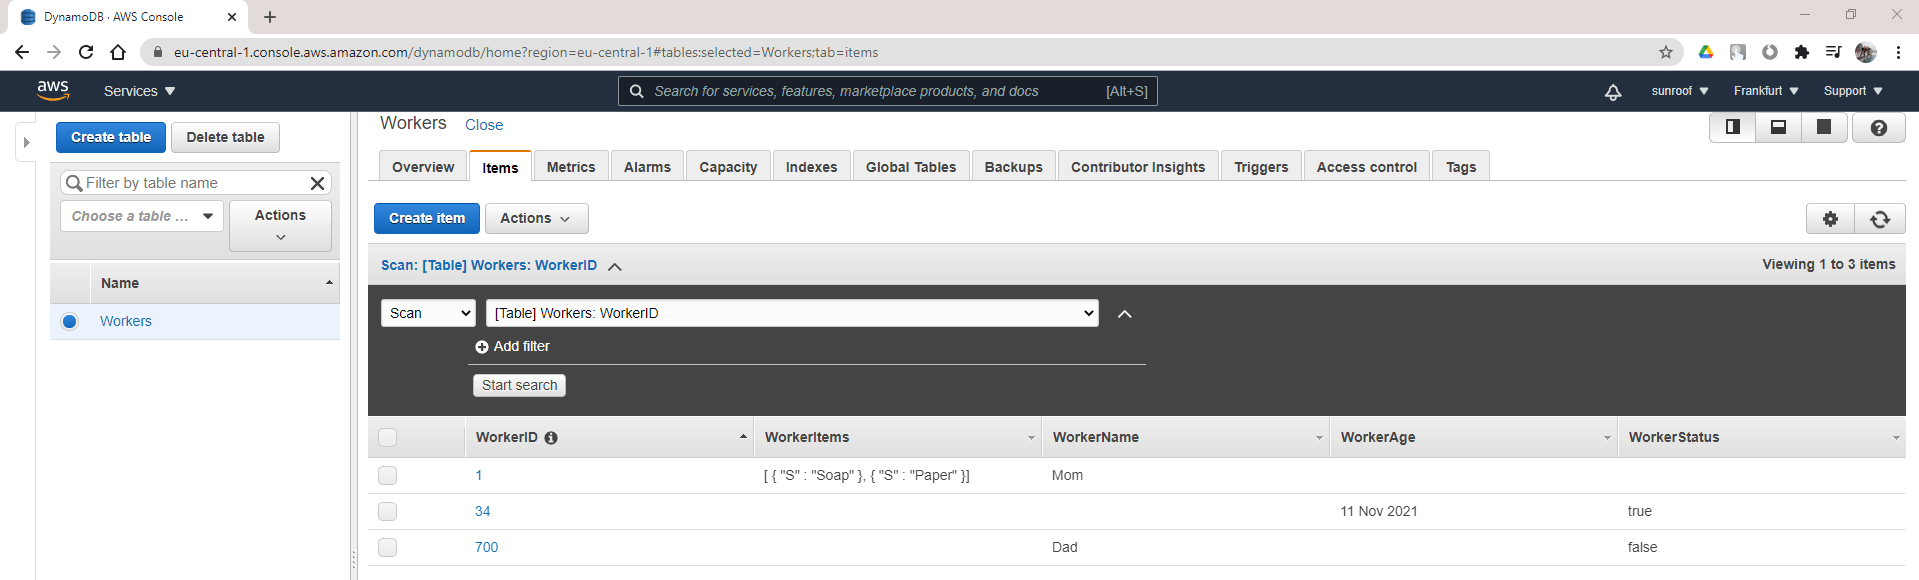 DynamoDB · AWS Console
eu-central-1.console.aws.amazon.com/dynamodb/home?region=eu-central-1#tables:selected=Workers;tab=items
aws Services Search for services, features, marketplace products, and docs [Alt+S] sunroof Frankfurt Support
Create table Delete table
Filter by table name
Choose a table ... Actions
Name
Workers
Workers Close
Overview Items Metrics Alarms Capacity Indexes Global Tables Backups Contributor Insights Triggers Access control Tags
Create item Actions
Scan: [Table] Workers: WorkerID Viewing 1 to 3 items
Scan [Table] Workers: WorkerID
Add filter
Start search
WorkerID WorkerItems WorkerName WorkerAge WorkerStatus
1 [ { "S" : "Soap" }, { "S" : "Paper" }] Mom
34 11 Nov 2021 true
700 Dad false